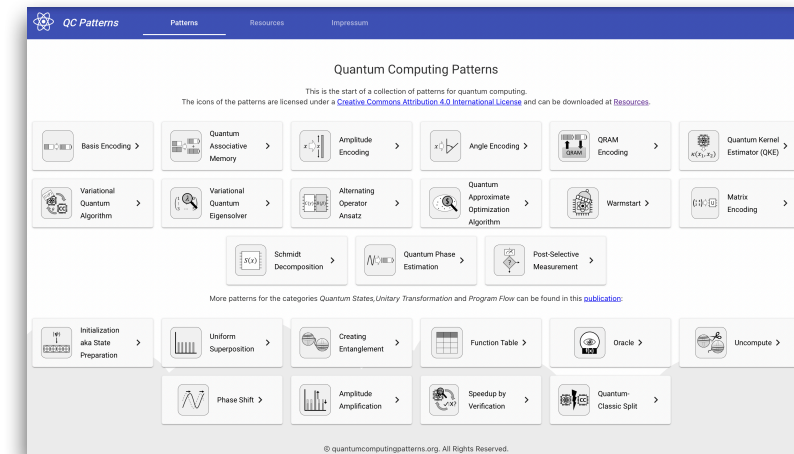 QC Patterns
Patterns
Resources
Impressum
Quantum Computing Patterns
This is the start of a collection of patterns for quantum computing.
The icons of the patterns are licensed under a Creative Commons Attribution 4.0 International License and can be downloaded at Resources.
Basis Encoding
Quantum
Associative
Memory
Amplitude
Encoding
Angle Encoding
QRAM
QRAM
Encoding
κ(x₁, x₂)
Quantum Kernel
Estimator (QKE)
Variational
Quantum
Algorithm
Variational
Quantum
Eigensolver
Alternating
Operator
Ansatz
Quantum
Approximate
Optimization
Algorithm
Warmstart
Matrix
Encoding
S(x)
Schmidt
Decomposition
Quantum Phase
Estimation
Post-Selective
Measurement
More patterns for the categories Quantum States,Unitary Transformation and Program Flow can be found in this publication:
Initialization
aka State
Preparation
Uniform
Superposition
Creating
Entanglement
Function Table
Oracle
Uncompute
Phase Shift
Amplitude
Amplification
Speedup by
Verification
Quantum-
Classic Split
© quantumcomputingpatterns.org. All Rights Reserved.